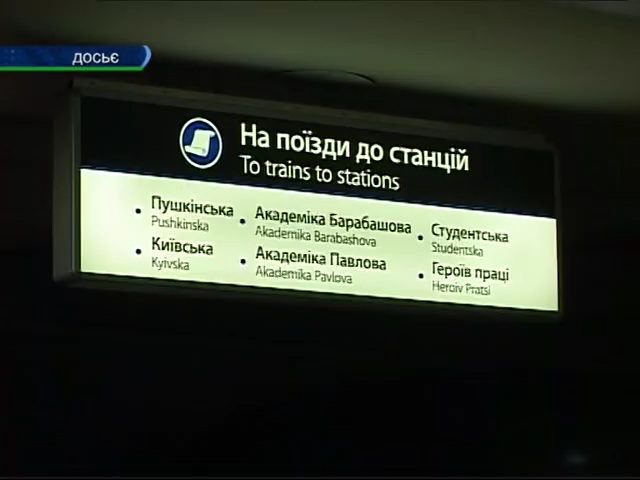 ДОСЬЄ
На поїзди до станцій
To trains to stations
Пушкінська
Pushkinska
Київська
Kyivska
Академіка Барабашова
Akademika Barabashova
Академіка Павлова
Akademika Pavlova
Студентська
Studentska
Героїв праці
Heroiv Pratsi